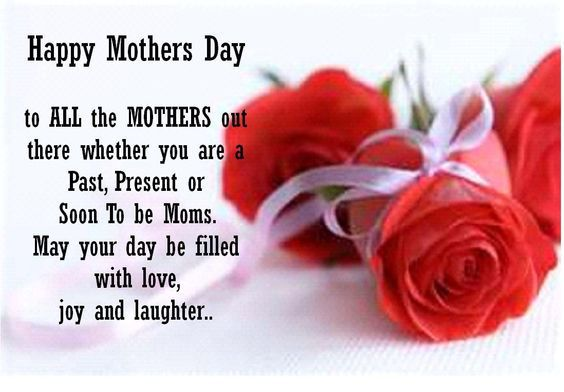 Happy Mothers Day
to ALL the MOTHERS out
there whether you are a
Past, Present or
Soon To be Moms.
May your day be filled
with love,
joy and laughter..